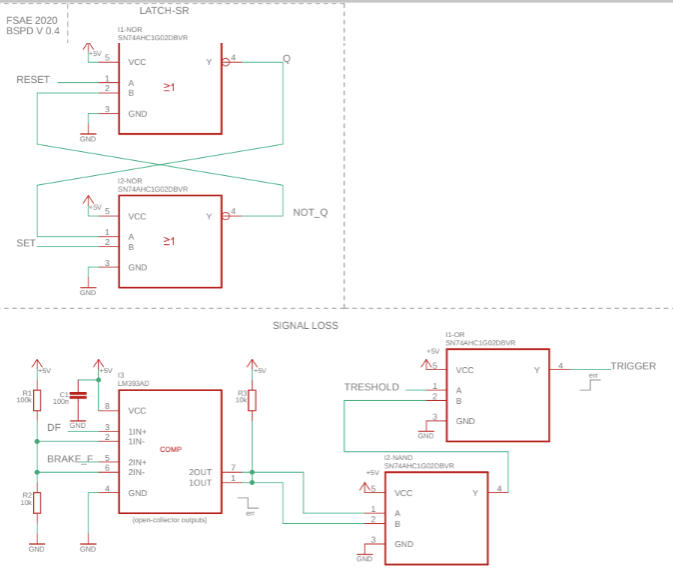 FSAE 2020
BSPD V 0.4
LATCH-SR
I1-NOR
SN74AHC1G02DBVR
+5V
5
VCC
Y
4
Q
RESET
1
A
2
B
≥1
3
GND
GND
I2-NOR
SN74AHC1G02DBVR
+5V
5
VCC
Y
4
NOT_Q
1
A
SET
2
B
≥1
3
GND
GND
SIGNAL LOSS
I1-OR
SN74AHC1G02DBVR
+5V
5
VCC
Y
4
TRIGGER
err
TRESHOLD
1
A
2
B
3
GND
GND
+5V
+5V
+5V
I3
LM393AD
R1
100k
C1
100n
GND
R3
10k
8
VCC
DF
3
1IN+
2
1IN-
COMP
BRAKE_F
5
2IN+
6
2IN-
2OUT
7
1OUT
1
4
GND
err
R2
10k
(open-collector outputs)
GND
GND
I2-NAND
SN74AHC1G02DBVR
+5V
5
VCC
Y
4
1
A
2
B
3
GND
GND